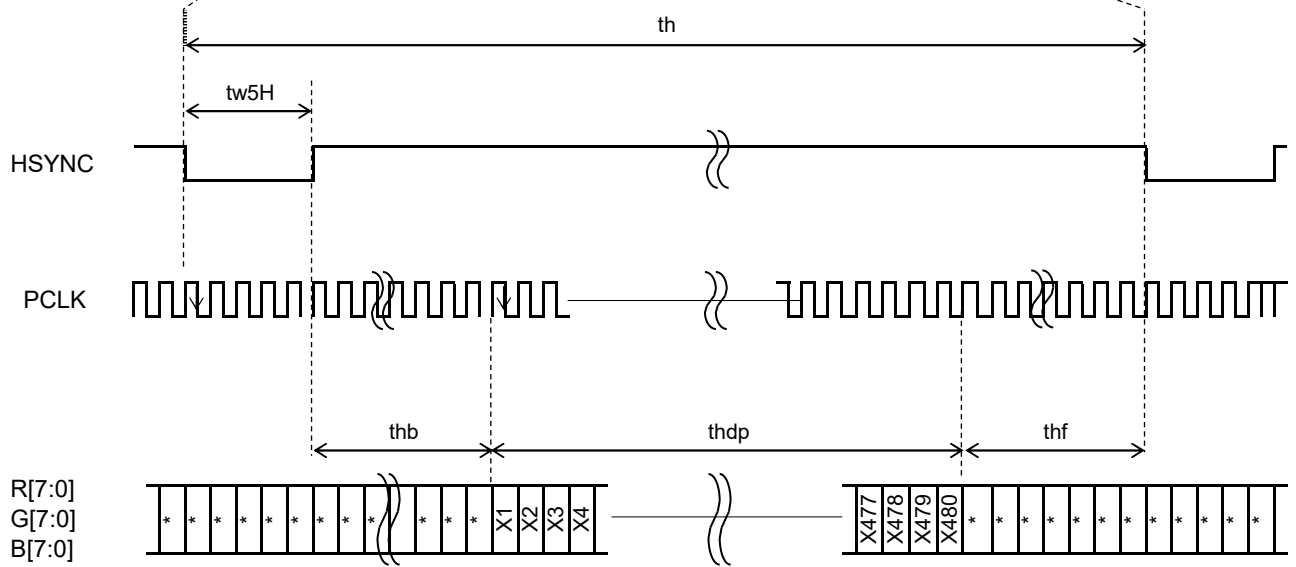 th
tw5H
HSYNC
PCLK
thb thdp thf
R[7:0]
G[7:0] * * * * * * * * * * * * X1 X2 X3 X4 X477 X478 X479 X480 * * * * * * * * * * * *
B[7:0]